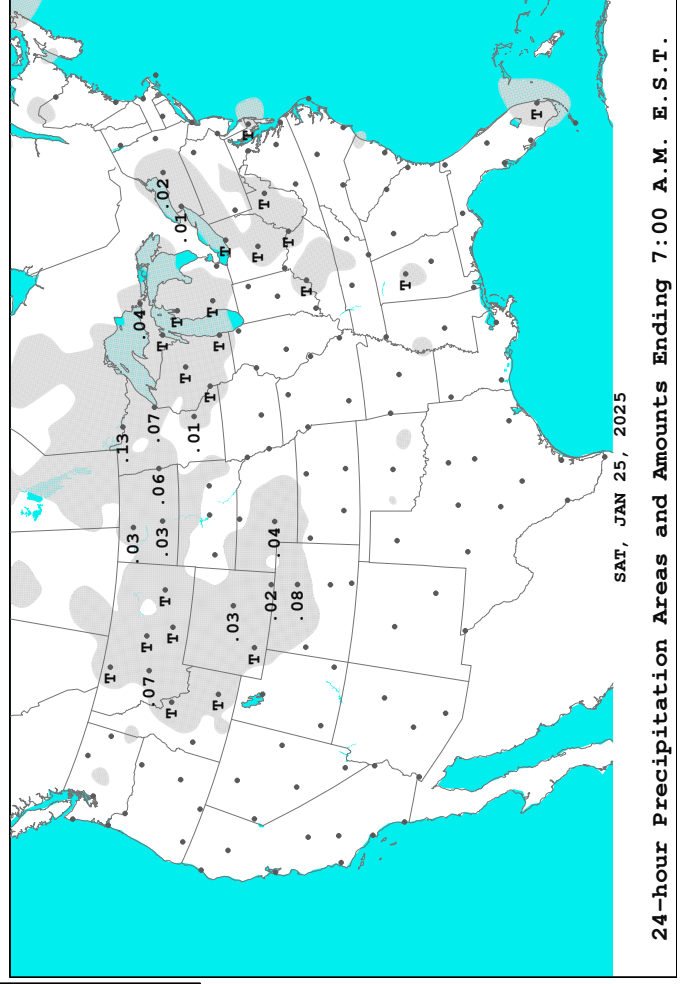 T
.13
.03
.04
T
.07
.07
.06
.03
.02
T
T
T
T
T
.01
T
.01
T
T
T
T
T
.03
T
T
T
T
.02
.04
T
.08
T
T
T
SAT, JAN 25, 2025
24-hour Precipitation Areas and Amounts Ending 7:00 A.M. E.S.T.